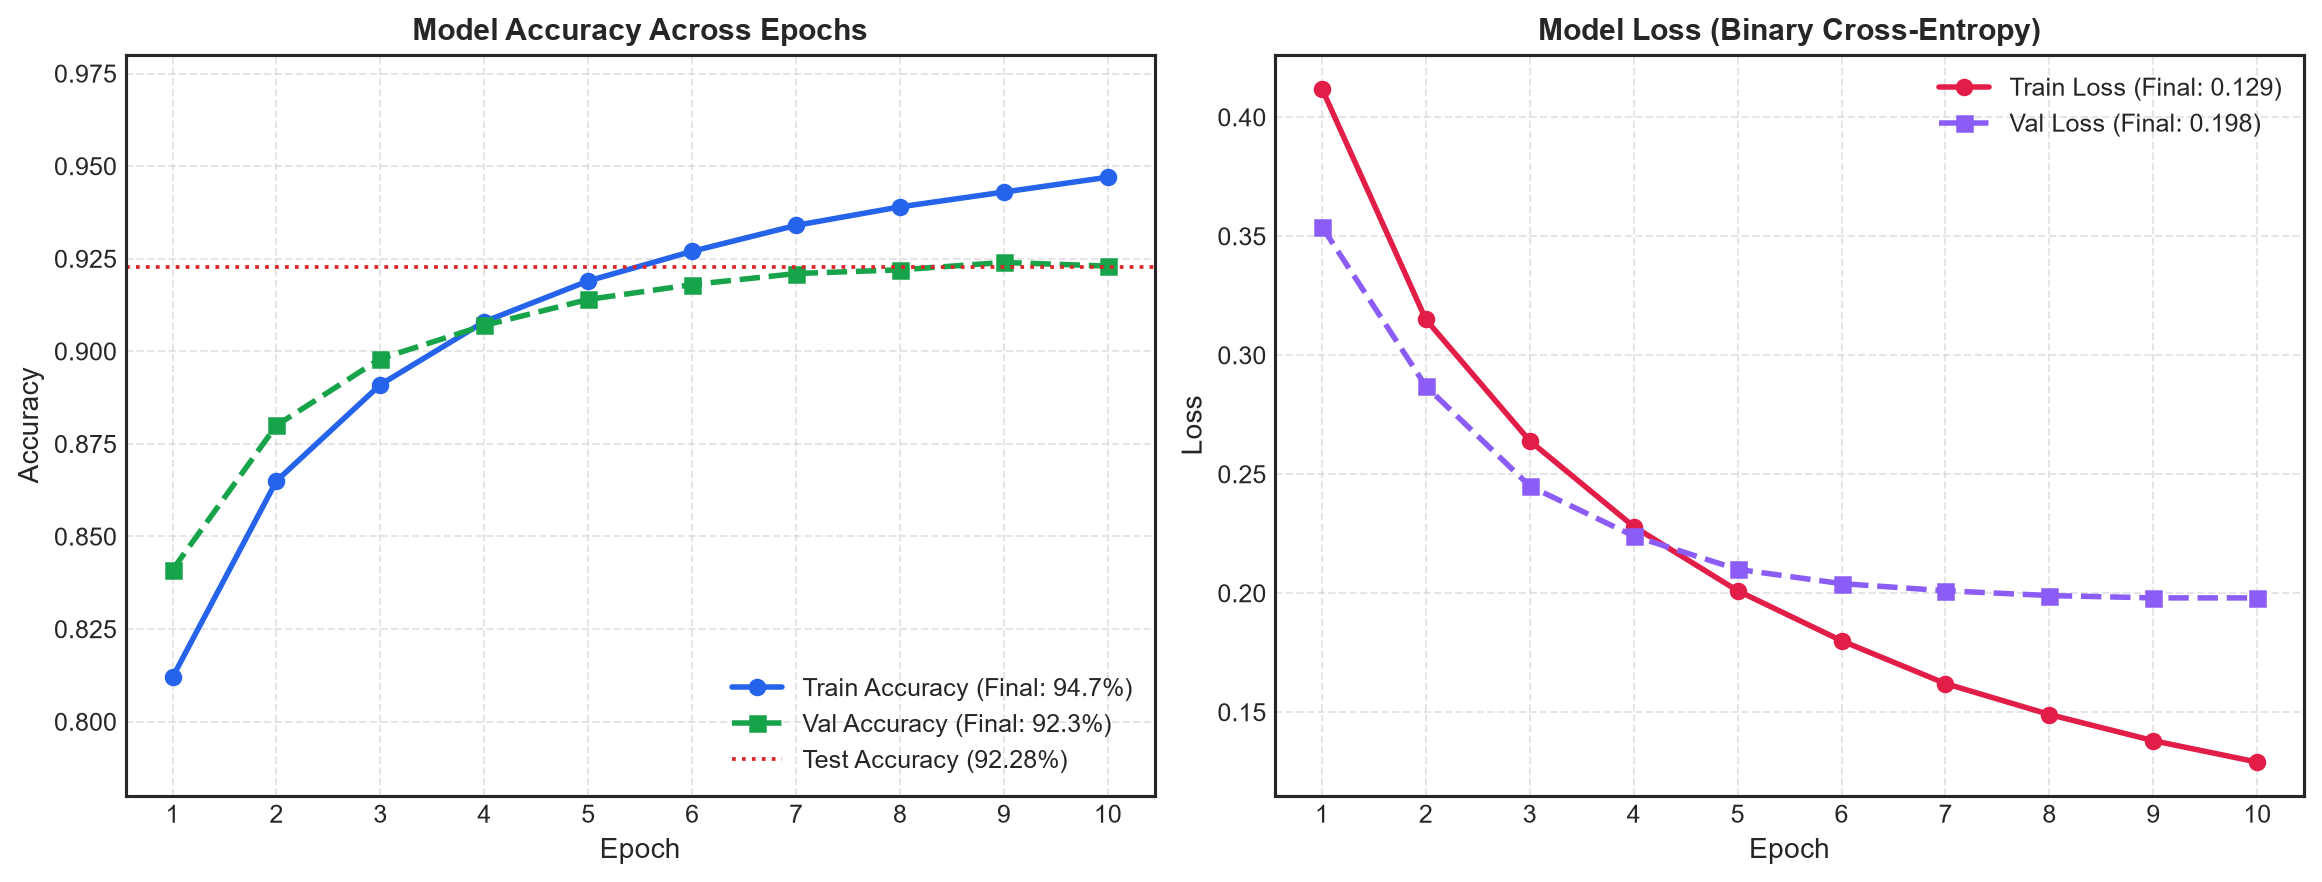 Model Accuracy Across Epochs
0.975
0.950
0.925
0.900
0.875
0.850
0.825
0.800
Accuracy
Train Accuracy (Final: 94.7%)
Val Accuracy (Final: 92.3%)
Test Accuracy (92.28%)
1 2 3 4 5 6 7 8 9 10
Epoch
Model Loss (Binary Cross-Entropy)
Train Loss (Final: 0.129)
Val Loss (Final: 0.198)
0.40
0.35
0.30
0.25
0.20
0.15
Loss
1 2 3 4 5 6 7 8 9 10
Epoch